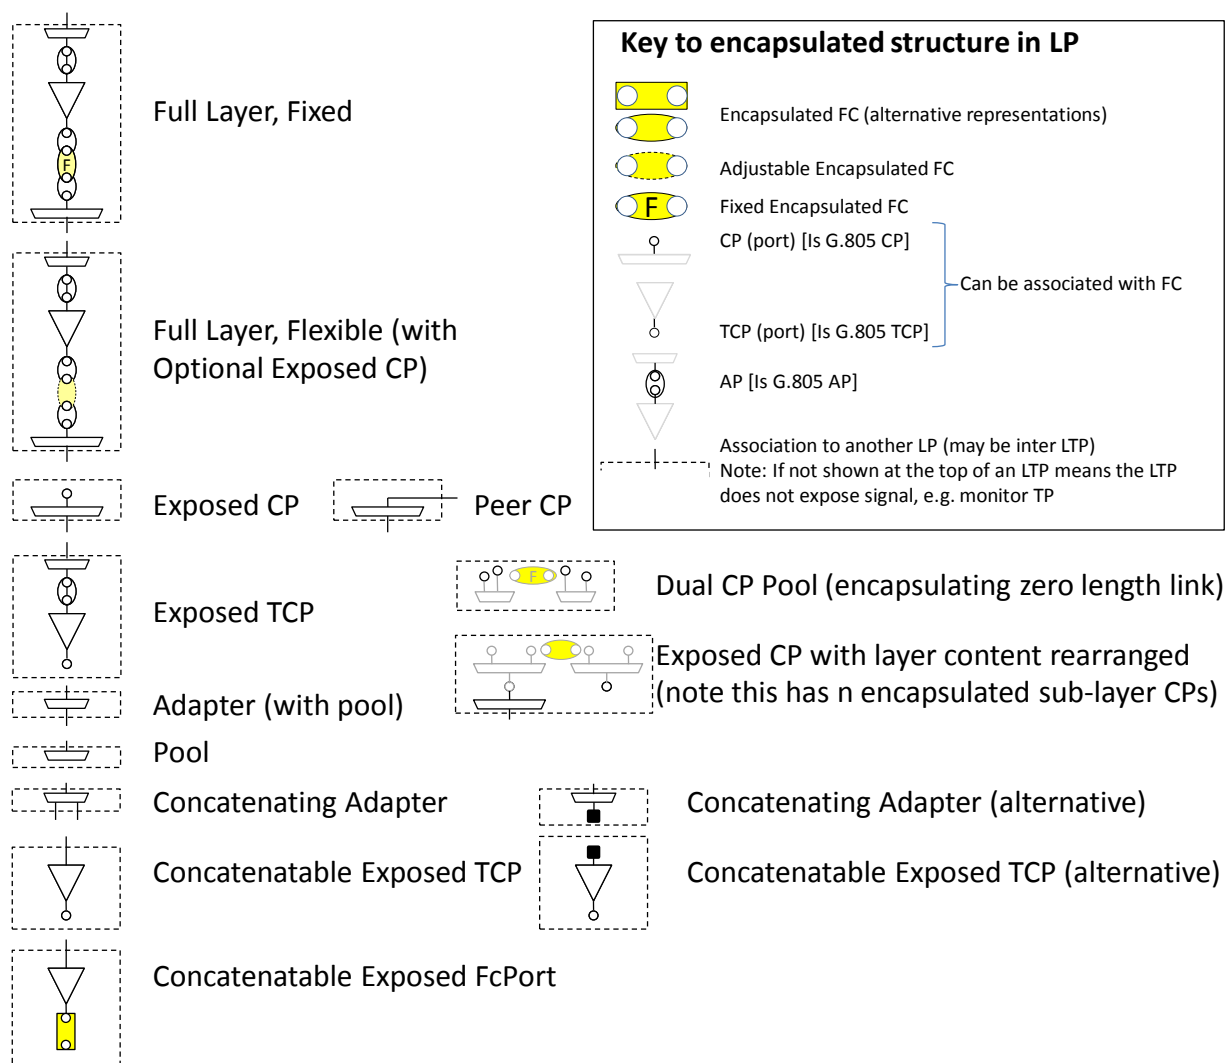 Key to encapsulated structure in LP
Encapsulated FC (alternative representations)
Adjustable Encapsulated FC
F
Fixed Encapsulated FC
CP (port) [Is G.805 CP]
Can be associated with FC
TCP (port) [Is G.805 TCP]
AP [Is G.805 AP]
Association to another LP (may be inter LTP)
Note: If not shown at the top of an LTP means the LTP
does not expose signal, e.g. monitor TP
Full Layer, Fixed
F
Full Layer, Flexible (with
Optional Exposed CP)
Exposed CP
Peer CP
Exposed TCP
F
Dual CP Pool (encapsulating zero length link)
Exposed CP with layer content rearranged
(note this has n encapsulated sub-layer CPs)
Adapter (with pool)
Pool
Concatenating Adapter
Concatenating Adapter (alternative)
Concatenatable Exposed TCP
Concatenatable Exposed TCP (alternative)
Concatenatable Exposed FcPort